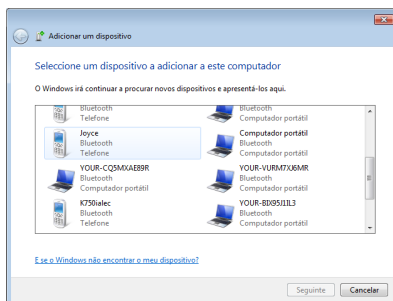 Adicionar um dispositivo
Seleccione um dispositivo a adicionar a este computador
O Windows irá continuar a procurar novos dispositivos e apresentá-los aqui.
Bluetooth
Telefone
Bluetooth
Computador portátil
Joyce
Bluetooth
Telefone
Computador portátil
Bluetooth
Computador portátil
YOUR-CQ5MXAE89R
Bluetooth
Computador portátil
YOUR-VURM7XJ6MR
Bluetooth
Computador portátil
K750ialec
Bluetooth
Telefone
YOUR-BIX95J1IL3
Bluetooth
Computador portátil
E se o Windows não encontrar o meu dispositivo?
Seguinte
Cancelar